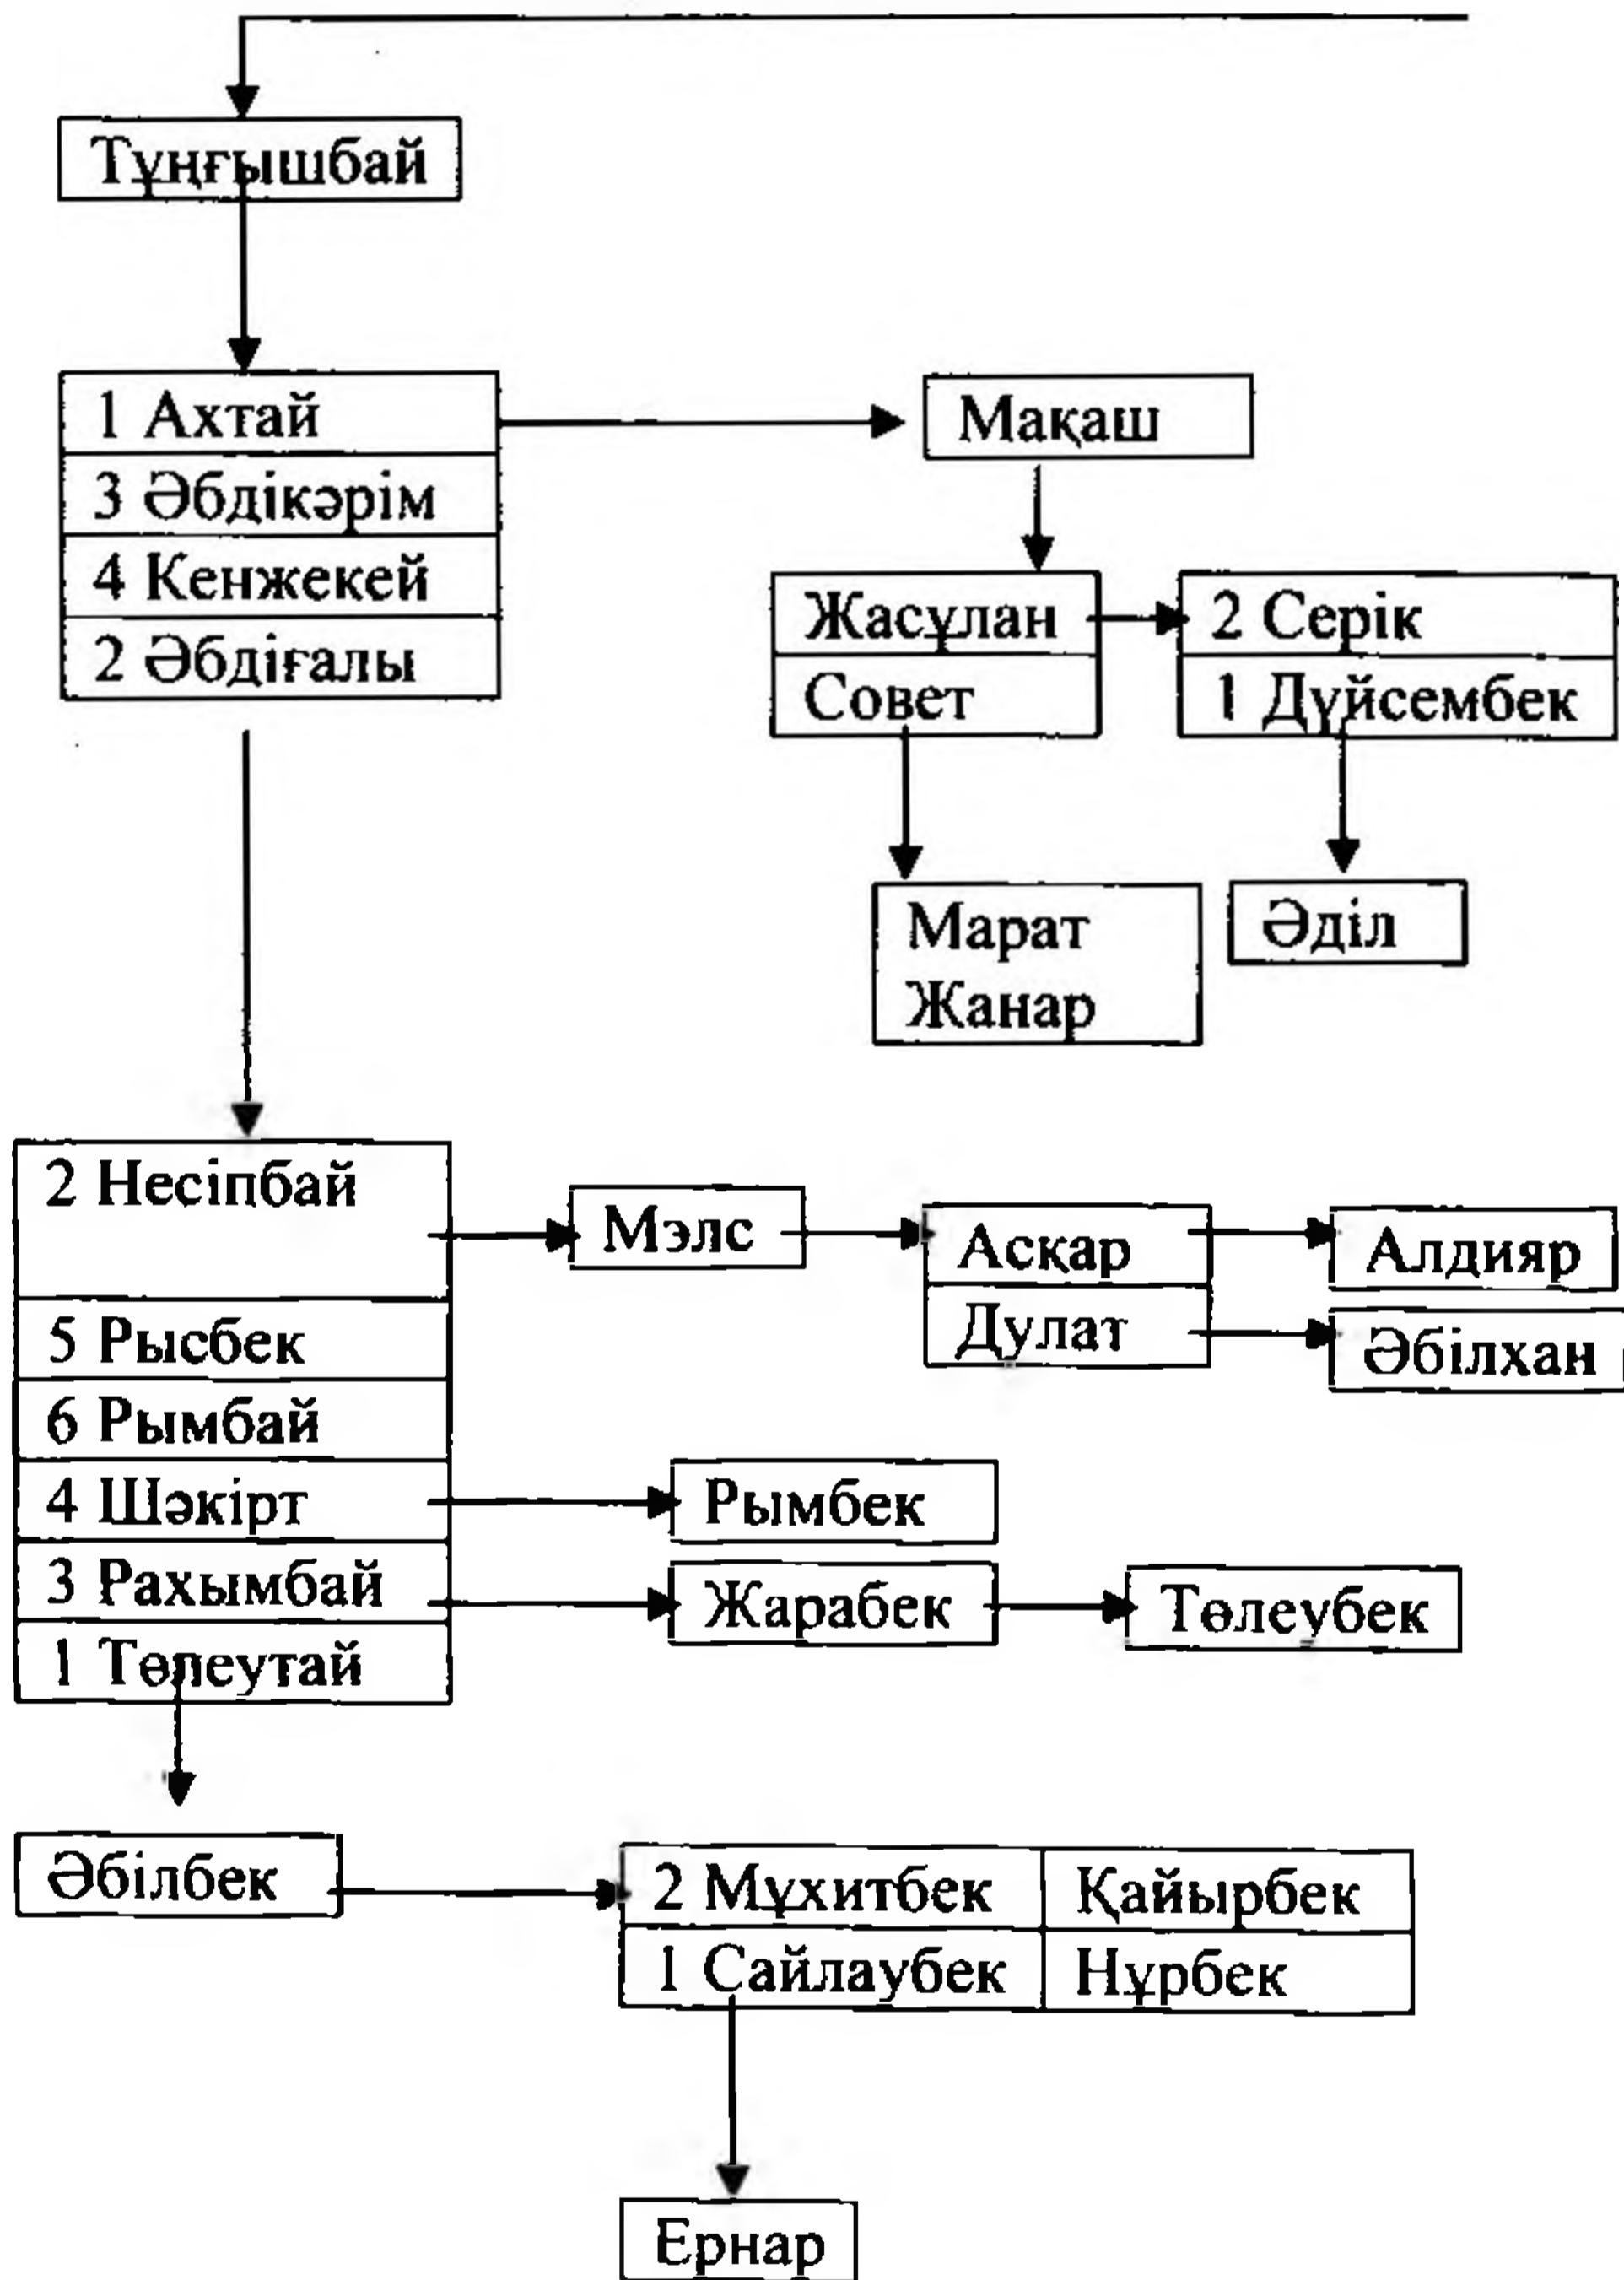 Тұңғышбай
1 Ахтай
3 Әбдікәрім
4 Кенжекей
2 Әбдіғалы
Мақаш
Жасұлан
Совет
2 Серік
1 Дүйсембек
Марат
Жанар
Әділ
2 Несіпбай
5 Рысбек
6 Рымбай
4 Шәкірт
3 Рахымбай
1 Төлеутай
Мэлс
Асқар
Дулат
Алдияр
Әбілхан
Рымбек
Жарабек
Төлеубек
Әбілбек
2 Мұхитбек Қайырбек
1 Сайлаубек Нұрбек
Ернар